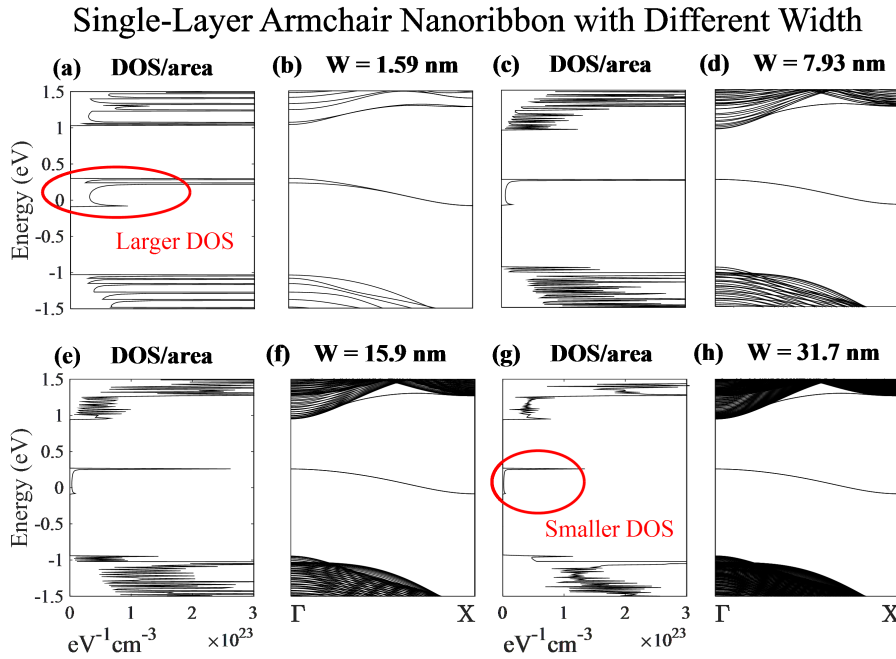 Single-Layer Armchair Nanoribbon with Different Width
(a) DOS/area (b) W = 1.59 nm (c) DOS/area (d) W = 7.93 nm
1.5
1
0.5
0
-0.5
-1
-1.5
Energy (eV)
Larger DOS
(e) DOS/area (f) W = 15.9 nm (g) DOS/area (h) W = 31.7 nm
1.5
1
0.5
0
-0.5
-1
-1.5
Energy (eV)
Smaller DOS
0 1 2 3 Γ X 0 1 2 3 Γ X
eV⁻¹cm⁻³ ×10²³ eV⁻¹cm⁻³ ×10²³